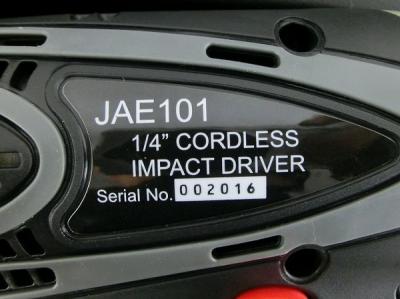 JAE101
1/4” CORDLESS
IMPACT DRIVER
Serial No. 002016